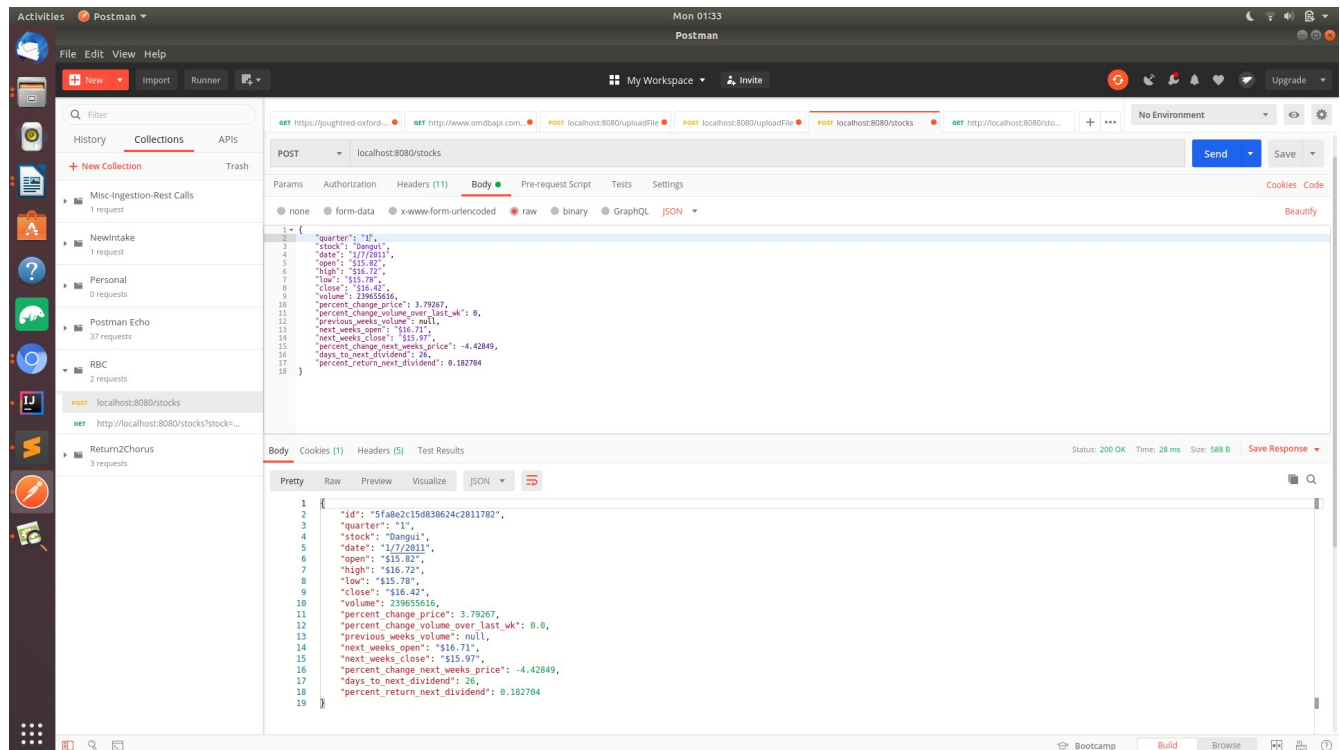 Activities Postman Mon 01:33
Postman
File Edit View Help
New Import Runner My Workspace Invite Upgrade
Filter
History Collections APIs
+ New Collection Trash
Misc-Ingestion-Rest Calls
1 request
NewIntake
1 request
Personal
0 requests
Postman Echo
37 requests
RBC
2 requests
POST localhost:8080/stocks
GET http://localhost:8080/stocks?stock=...
Return2Chorus
3 requests
GET https://joughtred-oxford-... GET http://www.omdbapi.com... POST localhost:8080/uploadFile POST localhost:8080/uploadFile POST localhost:8080/stocks GET http://localhost:8080/sto... + ... No Environment
POST localhost:8080/stocks Send Save
Params Authorization Headers (11) Body Pre-request Script Tests Settings Cookies Code
none form-data x-www-form-urlencoded raw binary GraphQL JSON Beautify
1 {
2 "quarter": "1",
3 "stock": "Dangui",
4 "date": "1/7/2011",
5 "open": "$15.82",
6 "high": "$16.72",
7 "low": "$15.78",
8 "close": "$16.42",
9 "volume": 239655616,
10 "percent_change_price": 3.79267,
11 "percent_change_volume_over_last_wk": 0,
12 "previous_weeks_volume": null,
13 "next_weeks_open": "$16.71",
14 "next_weeks_close": "$15.97",
15 "percent_change_next_weeks_price": -4.42849,
16 "days_to_next_dividend": 26,
17 "percent_return_next_dividend": 0.182704
18 }
Body Cookies (1) Headers (5) Test Results Status: 200 OK Time: 28 ms Size: 588 B Save Response
Pretty Raw Preview Visualize JSON
1 {
2 "id": "5fa8e2c15d838624c2811782",
3 "quarter": "1",
4 "stock": "Dangui",
5 "date": "1/7/2011",
6 "open": "$15.82",
7 "high": "$16.72",
8 "low": "$15.78",
9 "close": "$16.42",
10 "volume": 239655616,
11 "percent_change_price": 3.79267,
12 "percent_change_volume_over_last_wk": 0.0,
13 "previous_weeks_volume": null,
14 "next_weeks_open": "$16.71",
15 "next_weeks_close": "$15.97",
16 "percent_change_next_weeks_price": -4.42849,
17 "days_to_next_dividend": 26,
18 "percent_return_next_dividend": 0.182704
19 }
Bootcamp Build Browse